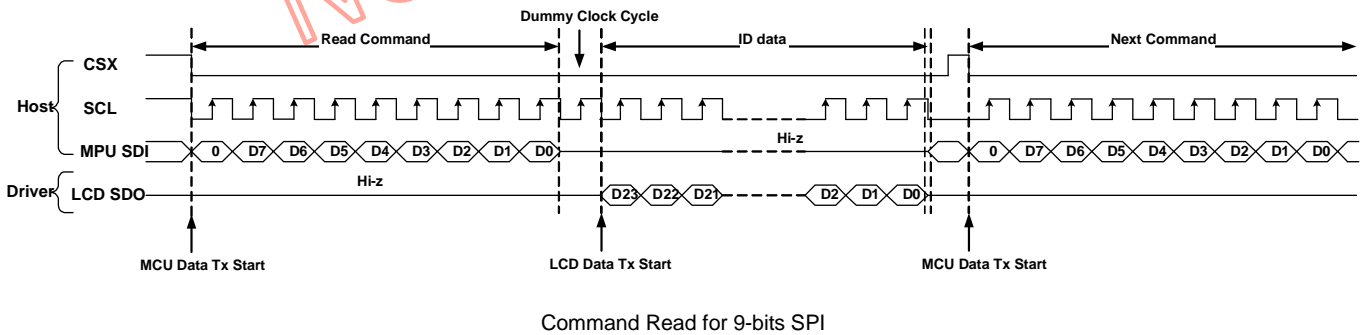 Dummy Clock Cycle
Read Command ID data Next Command
CSX
Host SCL
Hi-z
MPU SDI 0 D7 D6 D5 D4 D3 D2 D1 D0 0 D7 D6 D5 D4 D3 D2 D1 D0
Hi-z
Driver LCD SDO D23 D22 D21 D2 D1 D0
MCU Data Tx Start LCD Data Tx Start MCU Data Tx Start
Command Read for 9-bits SPI